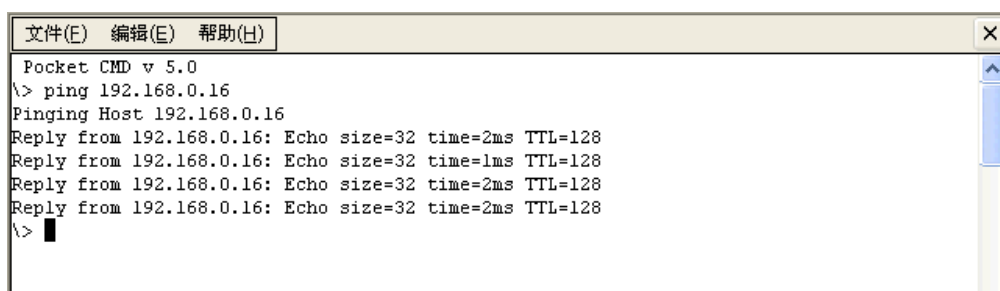 文件(F) 编辑(E) 帮助(H)
Pocket CMD v 5.0
\> ping 192.168.0.16
Pinging Host 192.168.0.16
Reply from 192.168.0.16: Echo size=32 time=2ms TTL=128
Reply from 192.168.0.16: Echo size=32 time=1ms TTL=128
Reply from 192.168.0.16: Echo size=32 time=2ms TTL=128
Reply from 192.168.0.16: Echo size=32 time=2ms TTL=128
\>